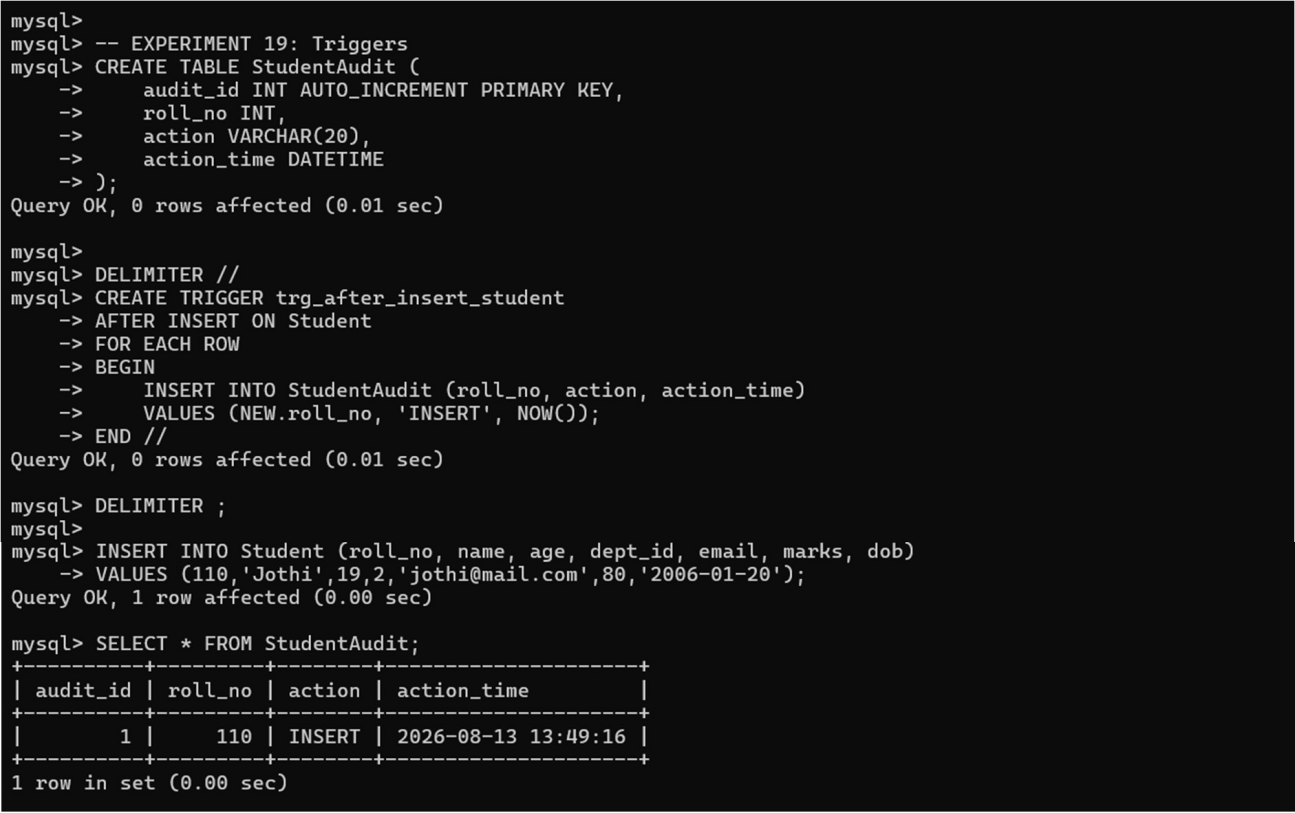 mysql>
mysql> -- EXPERIMENT 19: Triggers
mysql> CREATE TABLE StudentAudit (
    ->     audit_id INT AUTO_INCREMENT PRIMARY KEY,
    ->     roll_no INT,
    ->     action VARCHAR(20),
    ->     action_time DATETIME
    -> );
Query OK, 0 rows affected (0.01 sec)

mysql>
mysql> DELIMITER //
mysql> CREATE TRIGGER trg_after_insert_student
    -> AFTER INSERT ON Student
    -> FOR EACH ROW
    -> BEGIN
    ->     INSERT INTO StudentAudit (roll_no, action, action_time)
    ->     VALUES (NEW.roll_no, 'INSERT', NOW());
    -> END //
Query OK, 0 rows affected (0.01 sec)

mysql> DELIMITER ;
mysql>
mysql> INSERT INTO Student (roll_no, name, age, dept_id, email, marks, dob)
    -> VALUES (110,'Jothi',19,2,'jothi@mail.com',80,'2006-01-20');
Query OK, 1 row affected (0.00 sec)

mysql> SELECT * FROM StudentAudit;
+----------+---------+--------+---------------------+
| audit_id | roll_no | action | action_time         |
+----------+---------+--------+---------------------+
|        1 |     110 | INSERT | 2026-08-13 13:49:16 |
+----------+---------+--------+---------------------+
1 row in set (0.00 sec)